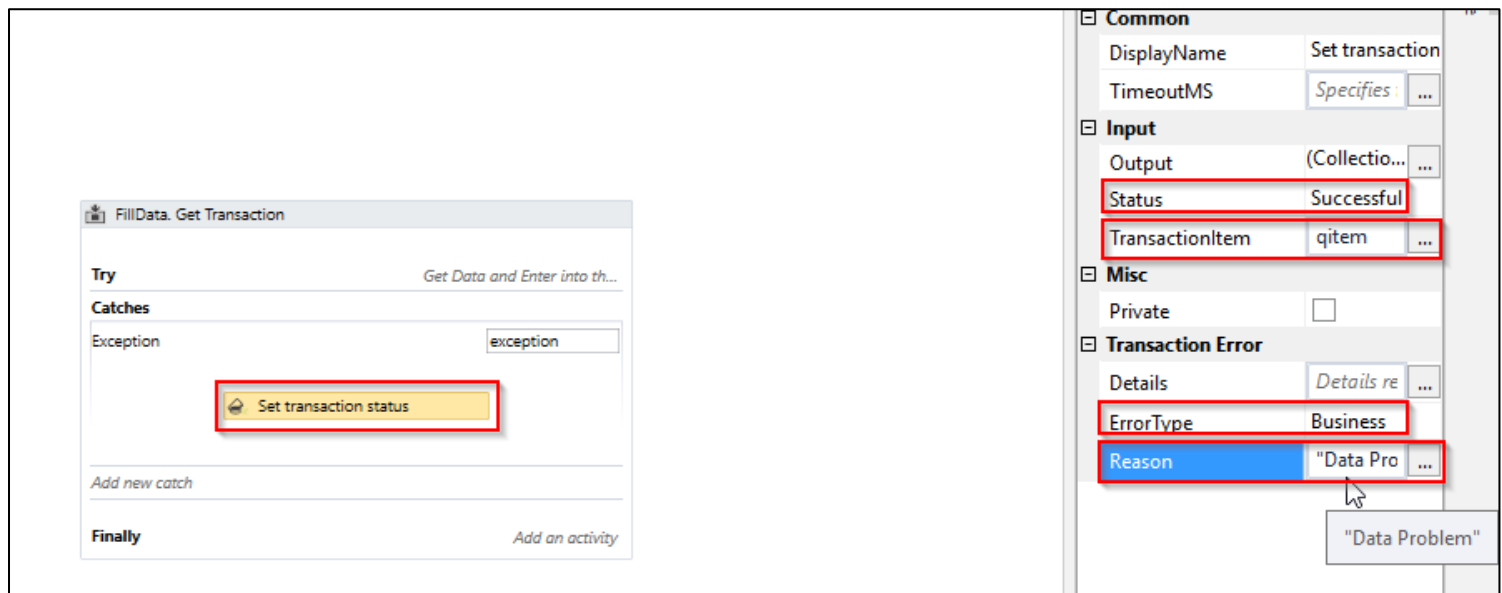 FillData. Get Transaction
Try Get Data and Enter into th...
Catches
Exception exception
Set transaction status
Add new catch
Finally Add an activity
Common
DisplayName Set transaction
TimeoutMS Specifies ...
Input
Output (Collectio... ...
Status Successful
TransactionItem qitem ...
Misc
Private
Transaction Error
Details Details re ...
ErrorType Business
Reason "Data Pro ...
"Data Problem"